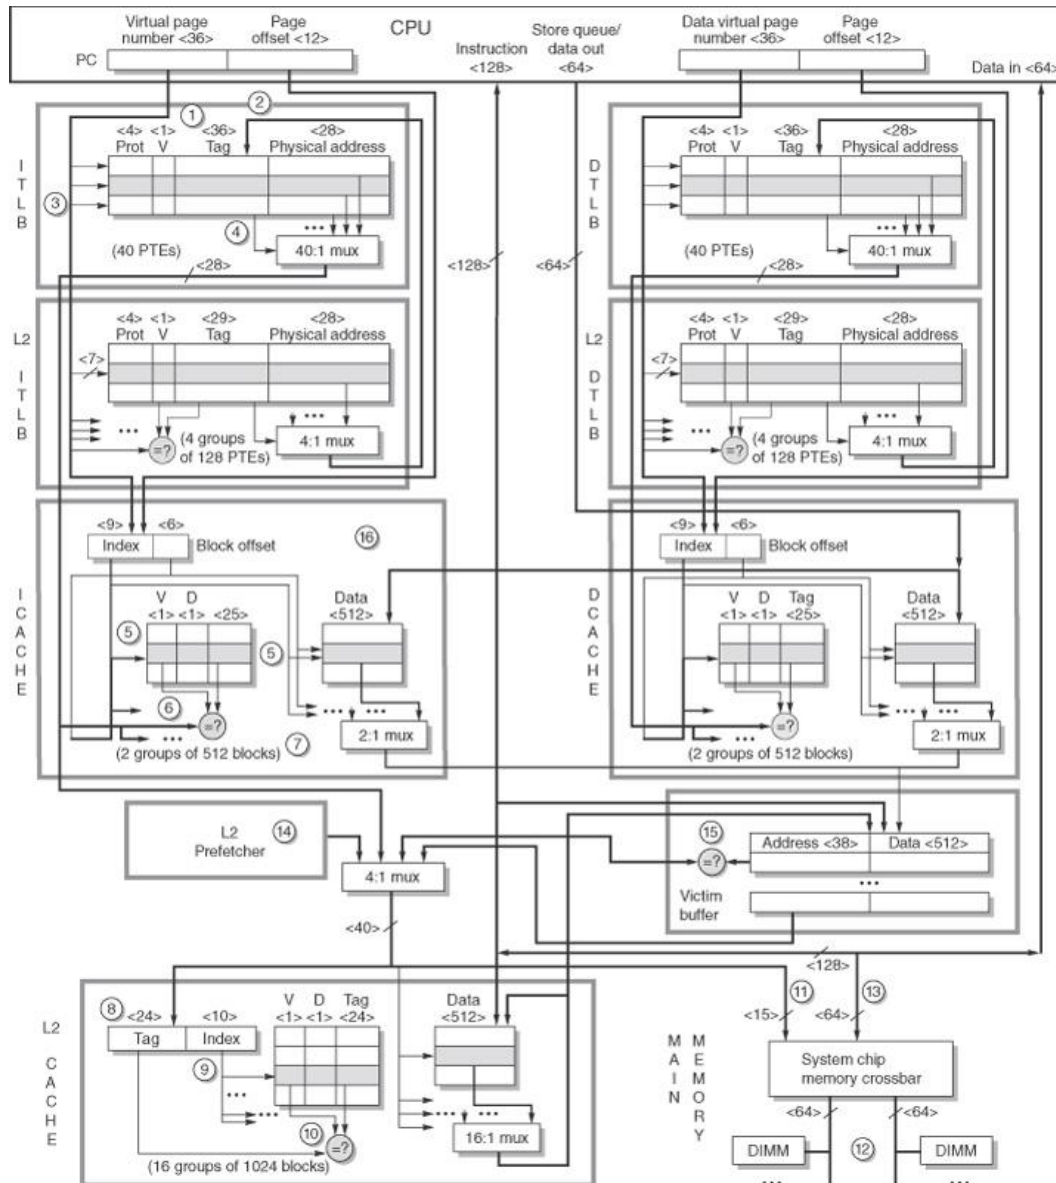 Virtual page
number <36>
Page
offset <12>
CPU
Instruction
<128>
Store queue/
data out
<64>
Data virtual page
number <36>
Page
offset <12>
PC
Data in <64>
1
2
<4> <1> <36> <28>
Prot V Tag Physical address
I
T
L
B
3
4
•••
(40 PTEs)
40:1 mux
<28>
<128>
<64>
<4> <1> <36> <28>
Prot V Tag Physical address
D
T
L
B
•••
(40 PTEs)
40:1 mux
<28>
L2
I
T
L
B
<4> <1> <29> <28>
Prot V Tag Physical address
<7>
•••
•••
=?
(4 groups
of 128 PTEs)
4:1 mux
L2
D
T
L
B
<4> <1> <29> <28>
Prot V Tag Physical address
<7>
•••
•••
=?
(4 groups
of 128 PTEs)
4:1 mux
I
C
A
C
H
E
<9> <6>
Index
Block offset
16
V D
<1> <1> <25>
Data
<512>
5
5
6
=?
7
•••
••• •••
2:1 mux
(2 groups of 512 blocks)
D
C
A
C
H
E
<9> <6>
Index
Block offset
V D Tag
<1> <1> <25>
Data
<512>
=?
•••
••• •••
2:1 mux
(2 groups of 512 blocks)
L2
Prefetcher
14
4:1 mux
<40>
15
=?
Address <38> Data <512>
•••
Victim
buffer
<128>
11
13
<15>
<64>
M
A
I
N
M
E
M
O
R
Y
System chip
memory crossbar
<64> <64>
DIMM
12
DIMM
•••
•••
L2
C
A
C
H
E
8
<24> <10>
Tag Index
V D Tag
<1> <1> <24>
Data
<512>
9
•••
•••
10
=?
•••
•••
16:1 mux
(16 groups of 1024 blocks)